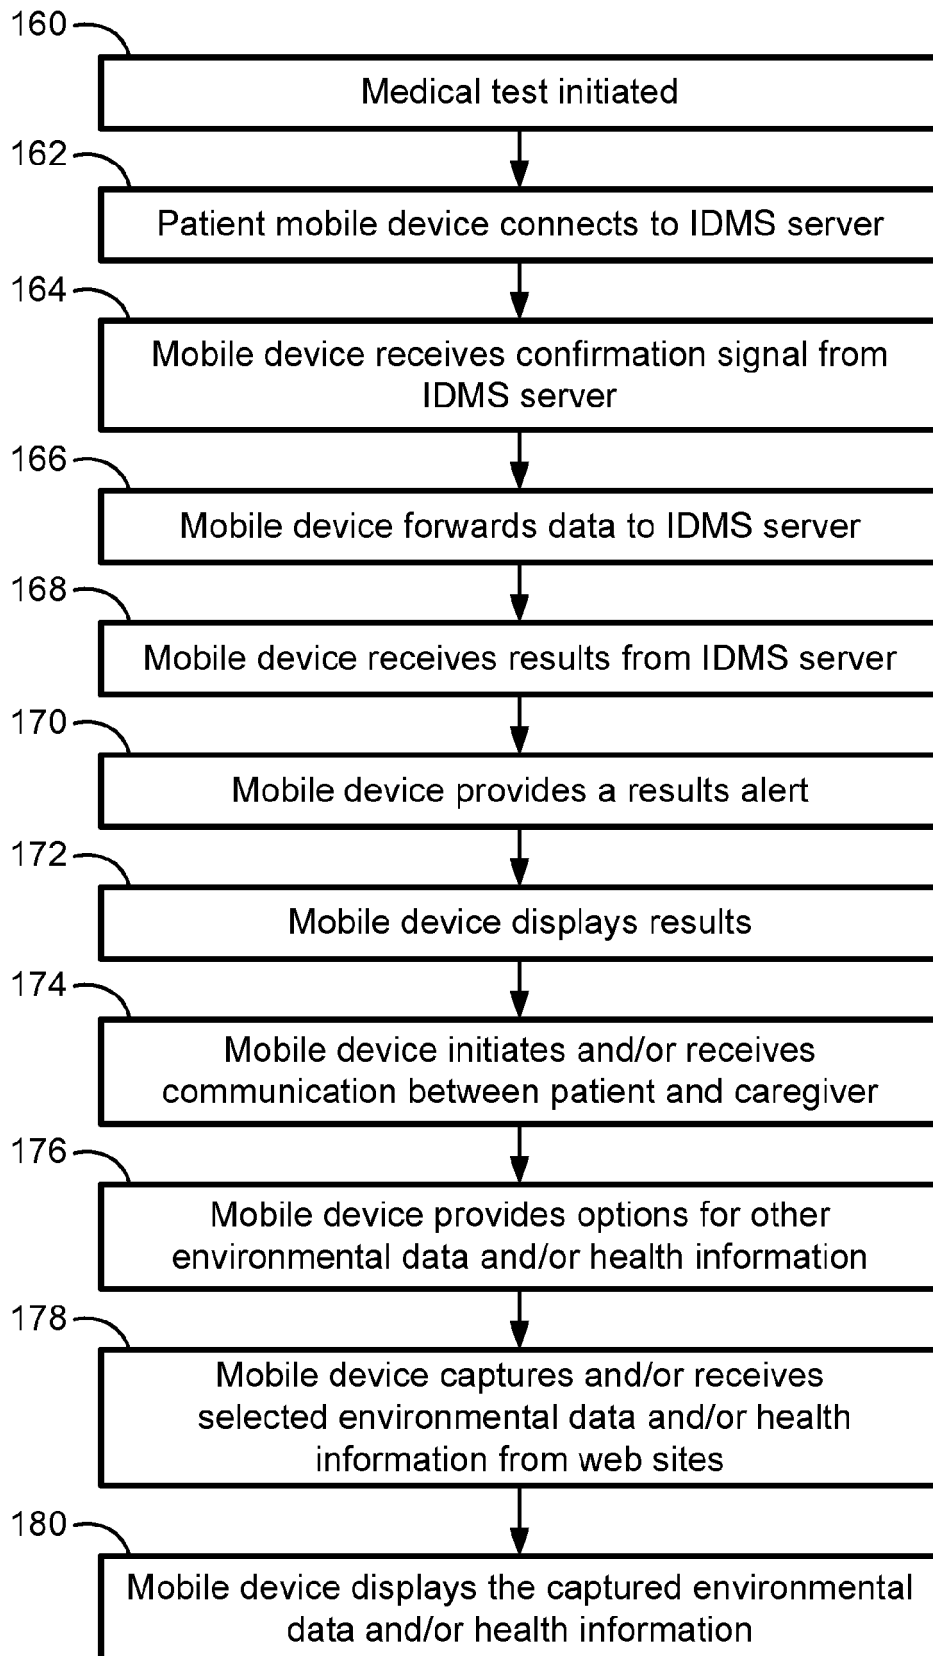 160
Medical test initiated
162
Patient mobile device connects to IDMS server
164
Mobile device receives confirmation signal from
IDMS server
166
Mobile device forwards data to IDMS server
168
Mobile device receives results from IDMS server
170
Mobile device provides a results alert
172
Mobile device displays results
174
Mobile device initiates and/or receives
communication between patient and caregiver
176
Mobile device provides options for other
environmental data and/or health information
178
Mobile device captures and/or receives
selected environmental data and/or health
information from web sites
180
Mobile device displays the captured environmental
data and/or health information